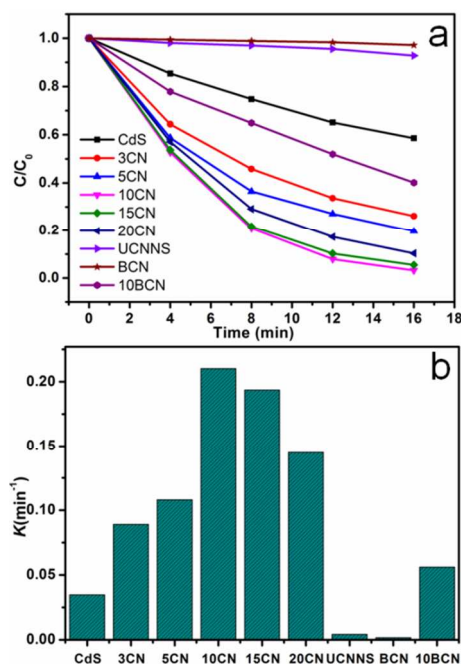 a
1.0
0.8
0.6
0.4
0.2
0.0
C/C0
CdS
3CN
5CN
10CN
15CN
20CN
UCNNS
BCN
10BCN
0 2 4 6 8 10 12 14 16 18
Time (min)
b
0.20
0.15
0.10
0.05
0.00
K(min-1)
CdS 3CN 5CN 10CN 15CN 20CN UCNNS BCN 10BCN